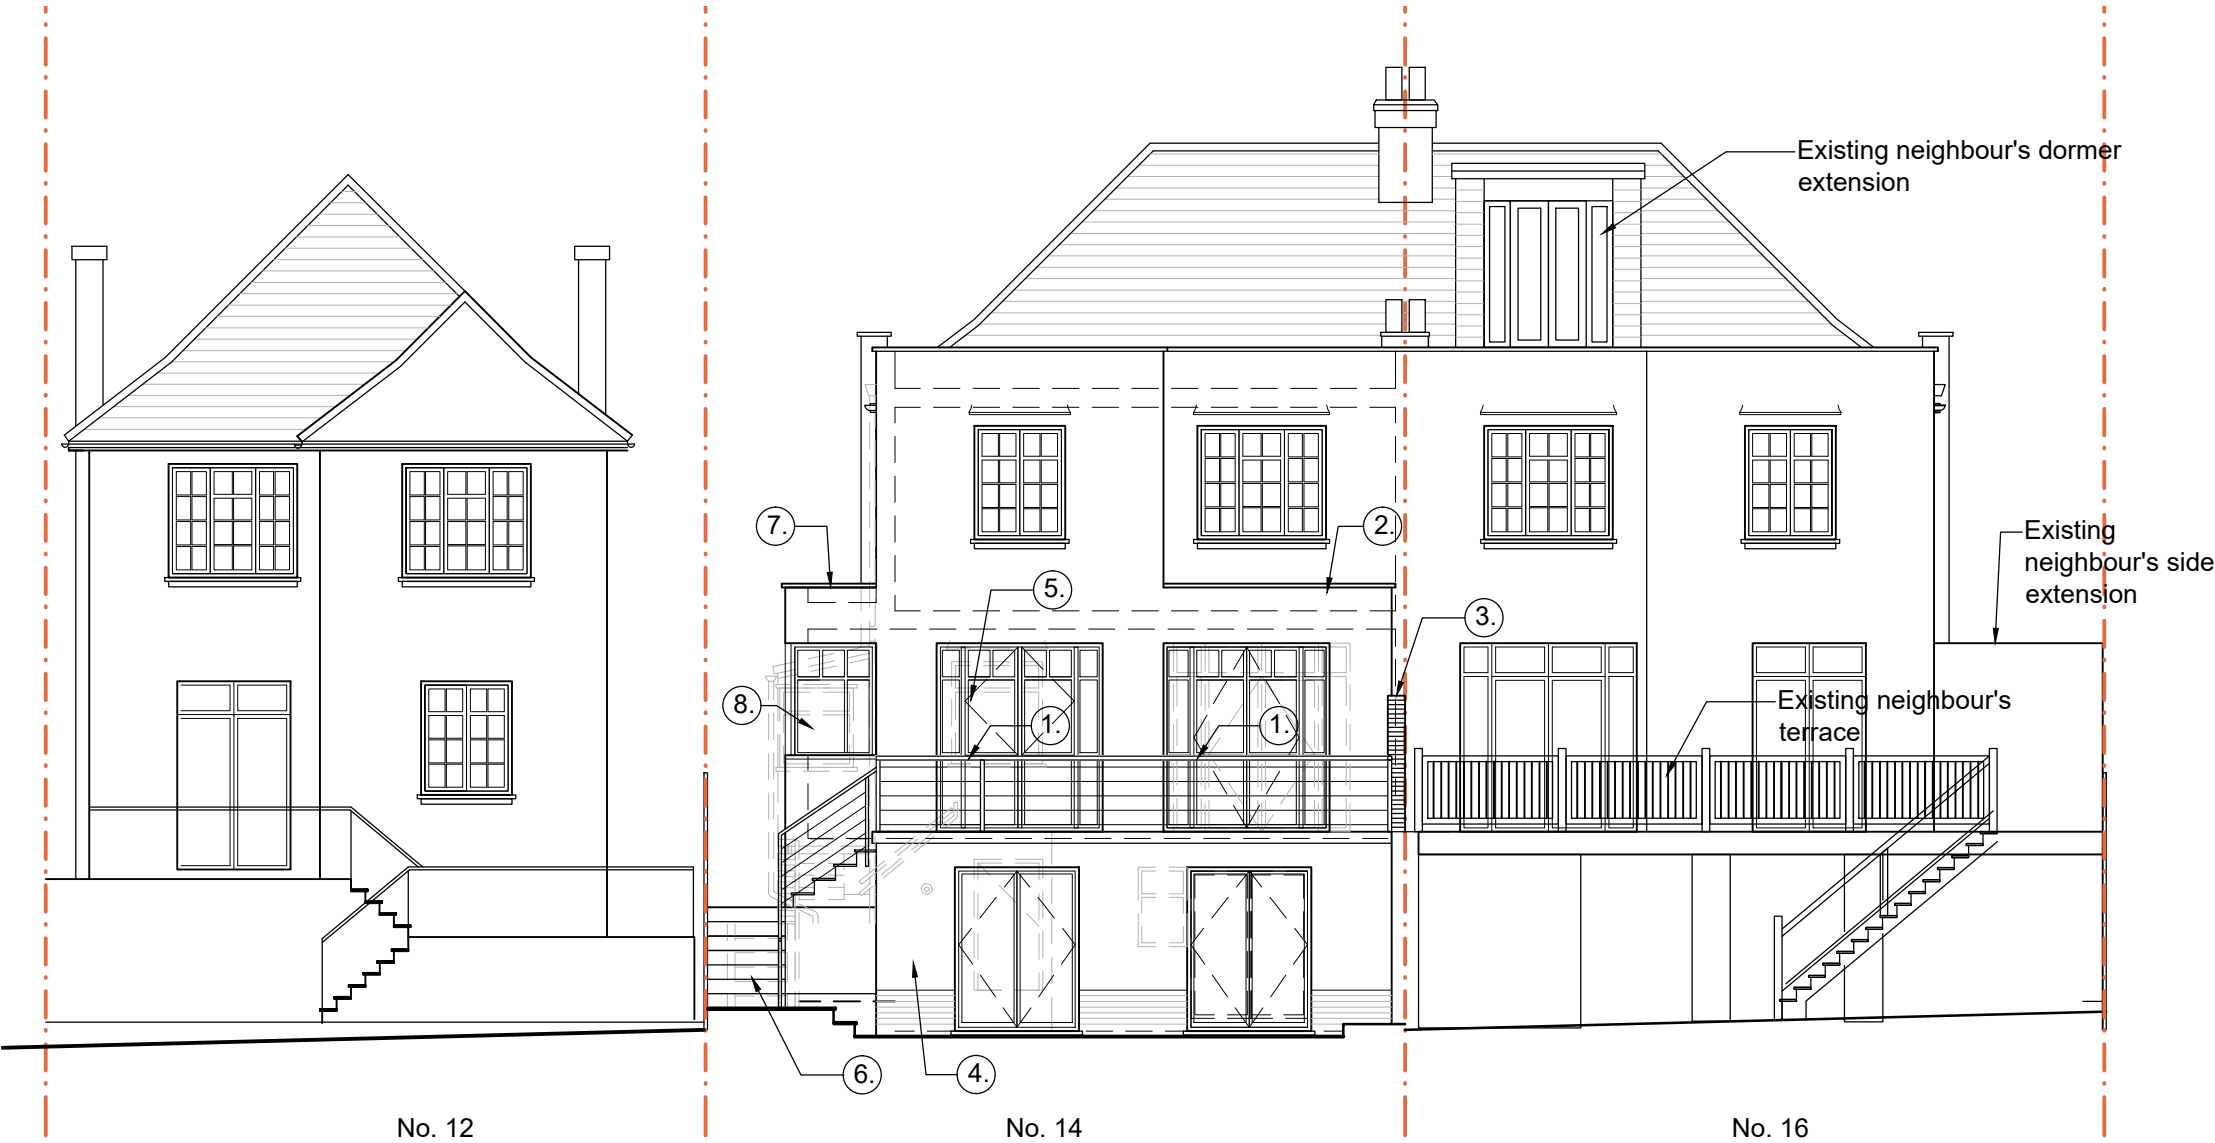 Existing neighbour's dormer
extension
7.
2.
Existing
neighbour's side
extension
5.
3.
8.
1.
1.
Existing neighbour's
terrace
6.
4.
No. 12
No. 14
No. 16